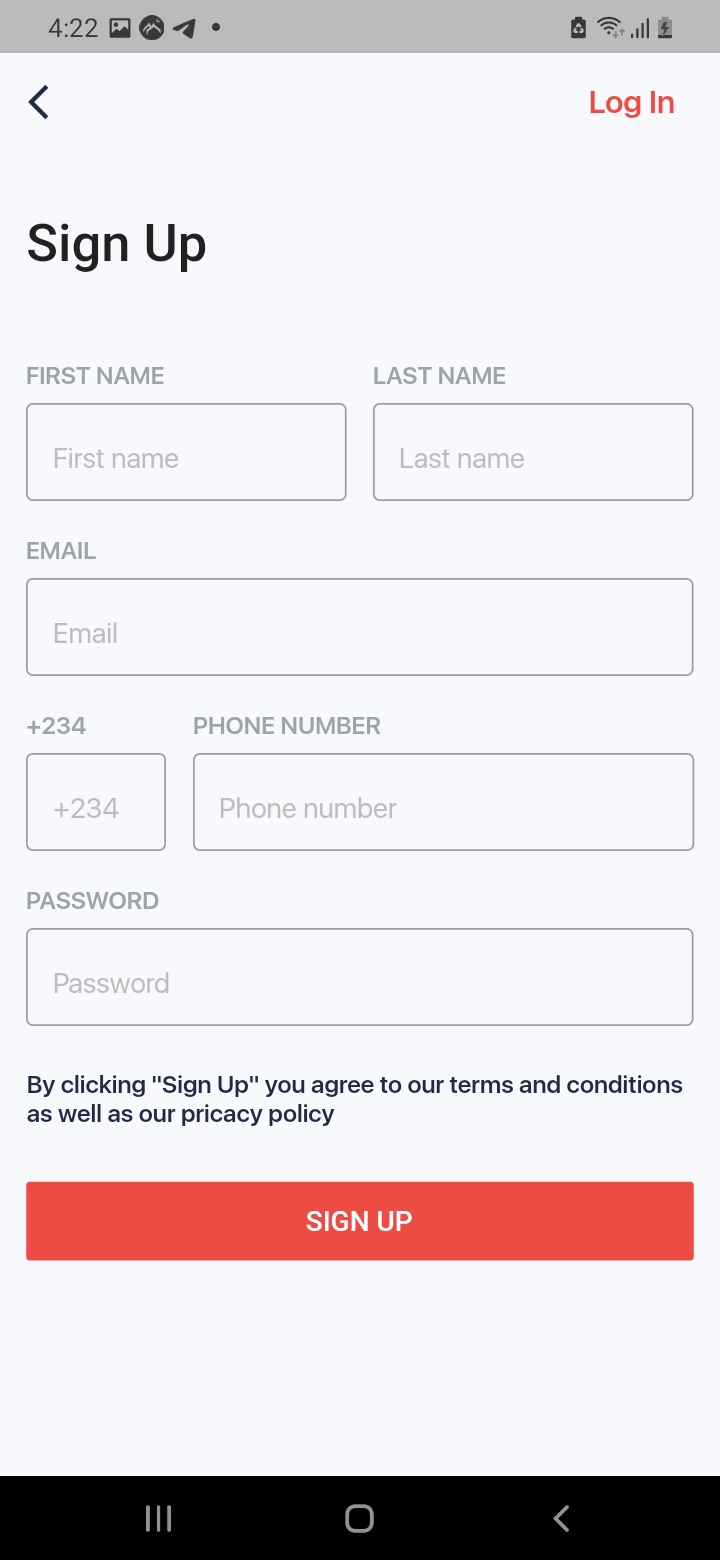 4:22
Log In
Sign Up
FIRST NAME LAST NAME
First name Last name
EMAIL
Email
+234 PHONE NUMBER
+234 Phone number
PASSWORD
Password
By clicking "Sign Up" you agree to our terms and conditions
as well as our pricacy policy
SIGN UP